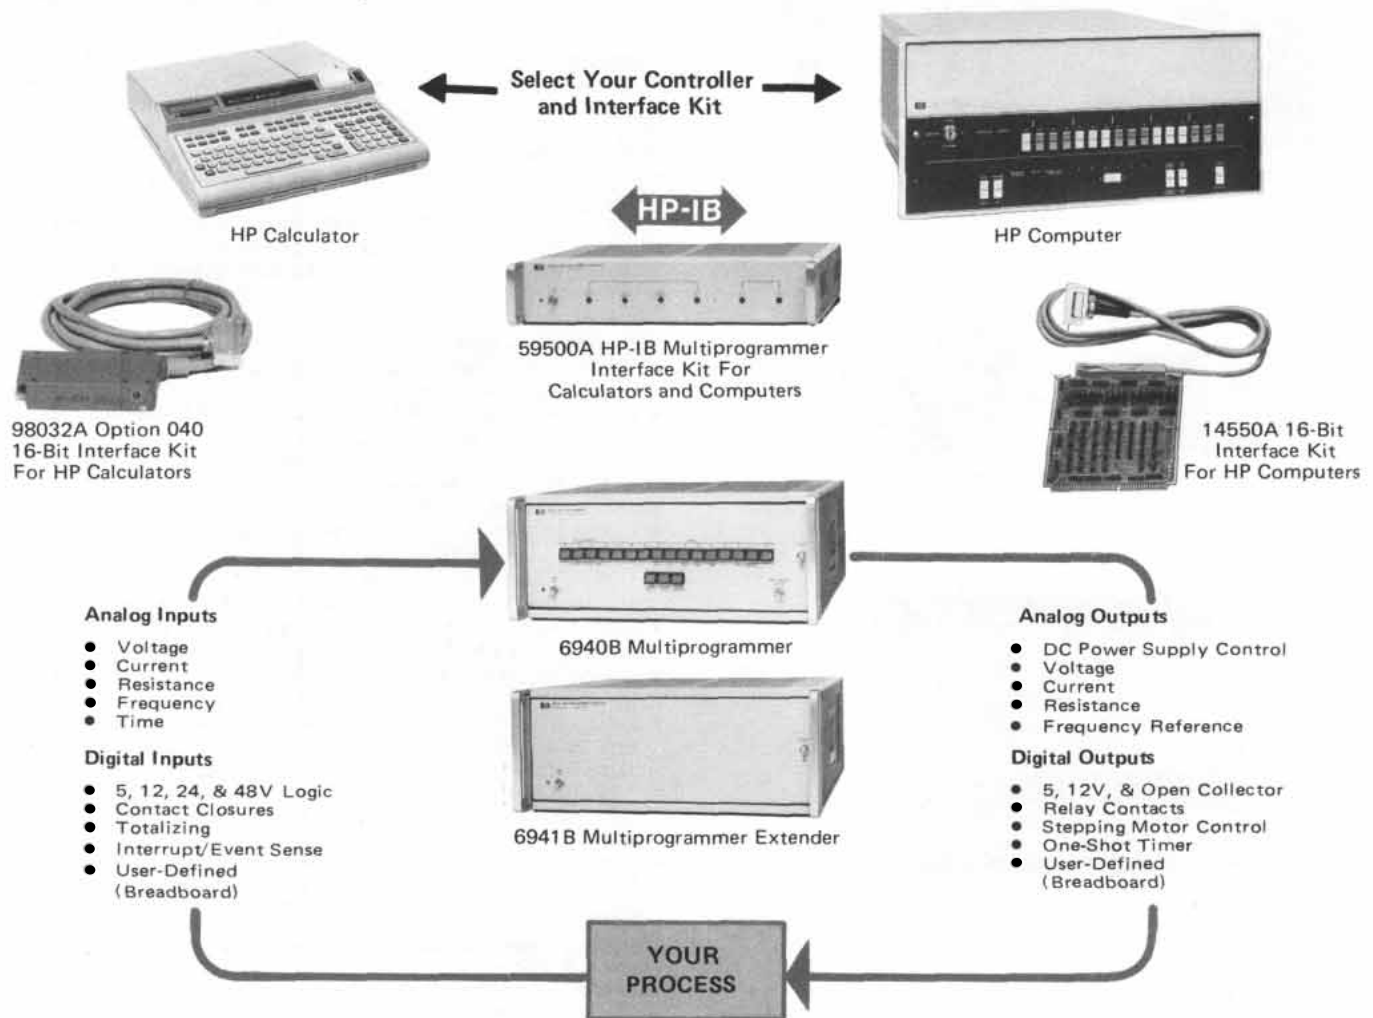 Select Your Controller
and Interface Kit
HP Calculator
HP-IB
HP Computer
59500A HP-IB Multiprogrammer
Interface Kit For
Calculators and Computers
98032A Option 040
16-Bit Interface Kit
For HP Calculators
14550A 16-Bit
Interface Kit
For HP Computers
6940B Multiprogrammer
Analog Inputs
● Voltage
● Current
● Resistance
● Frequency
● Time
Digital Inputs
● 5, 12, 24, & 48V Logic
● Contact Closures
● Totalizing
● Interrupt/Event Sense
● User-Defined
(Breadboard)
6941B Multiprogrammer Extender
Analog Outputs
● DC Power Supply Control
● Voltage
● Current
● Resistance
● Frequency Reference
Digital Outputs
● 5, 12V, & Open Collector
● Relay Contacts
● Stepping Motor Control
● One-Shot Timer
● User-Defined
(Breadboard)
YOUR
PROCESS